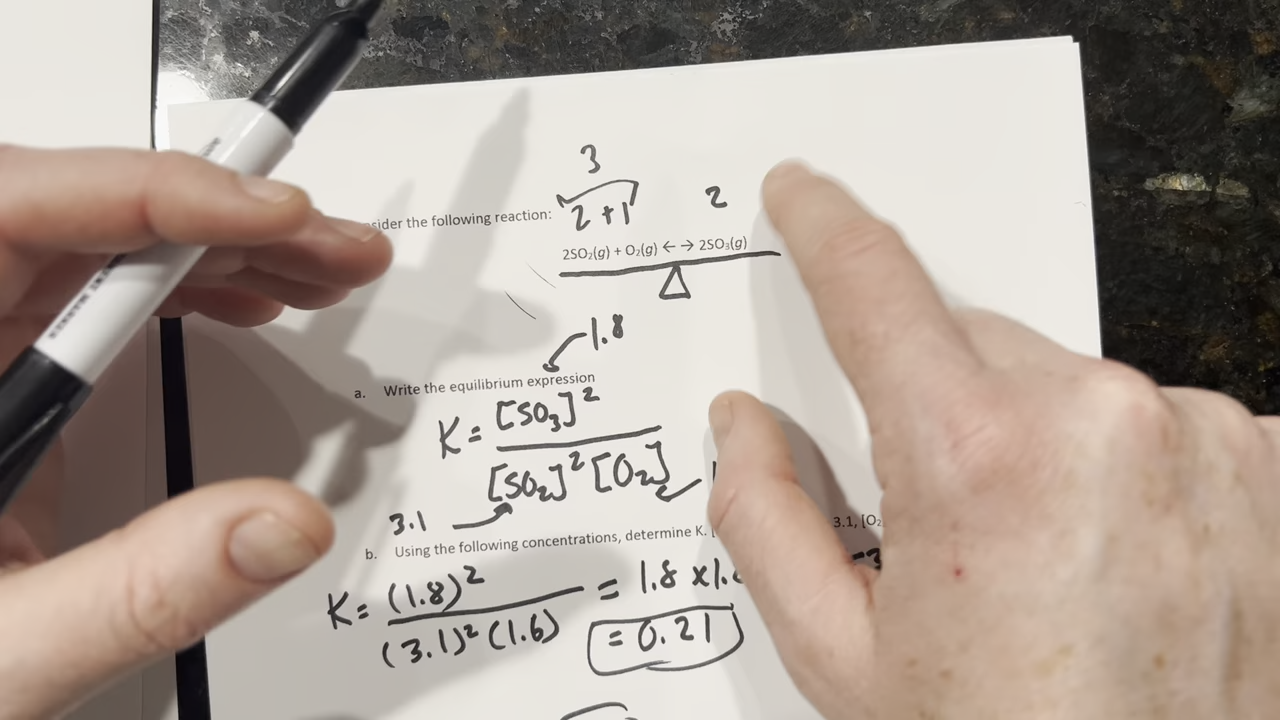 3
2 + 1 2
the following reaction:
2SO₂(g) + O₂(g) ← → 2SO₃(g)
1.8
a. Write the equilibrium expression
K = [SO₃]²
[SO₂]² [O₂]
3.1
b. Using the following concentrations, determine K. 3.1, [O₂
K = (1.8)² = 1.8 x
(3.1)² (1.6) = 0.21